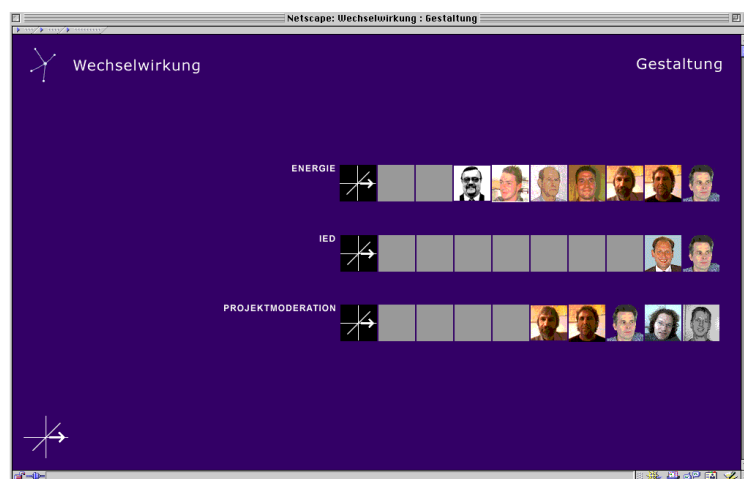 Netscape: Wechselwirkung : Gestaltung
Wechselwirkung
Gestaltung
ENERGIE
IED
PROJEKTMODERATION